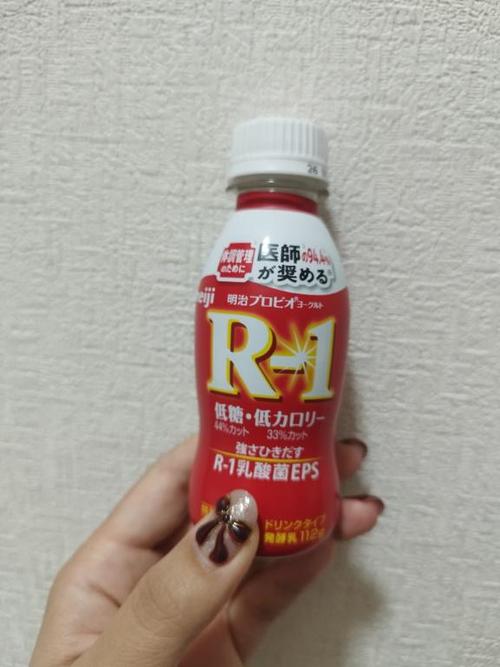 26
体調管理
のために
医師の94.4%
が奨める
meiji
明治プロビオ®ヨーグルト
R-1
低糖・低カロリー
44%カット 33%カット
強さひきだす
R-1乳酸菌EPS
ドリンクタイプ
発酵乳 112g